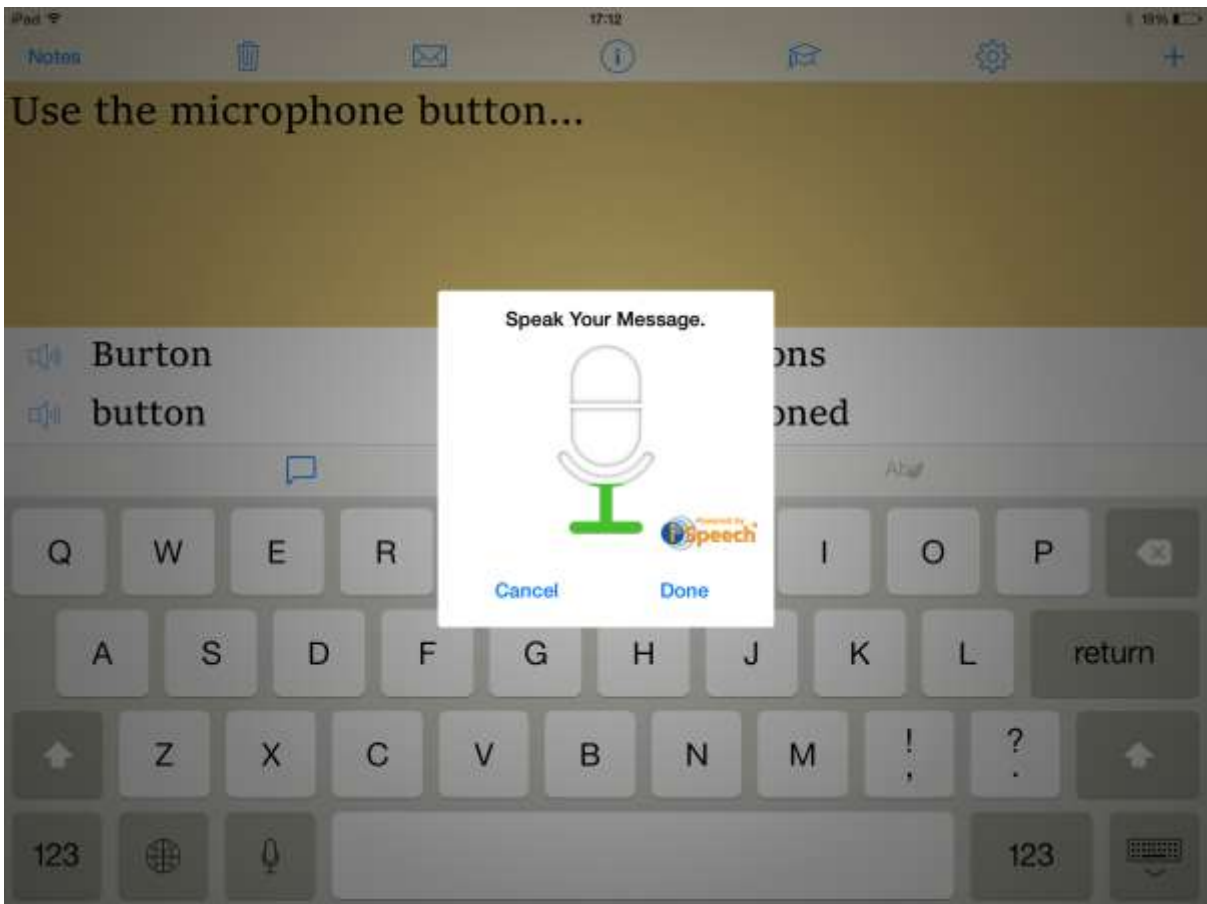 iPad 17:12 19%
Notes
Use the microphone button...
Speak Your Message.
Burton ons
button oned
Powered by
iSpeech
Cancel Done
Q W E R I O P
A S D F G H J K L return
Z X C V B N M ! , ? .
123 123